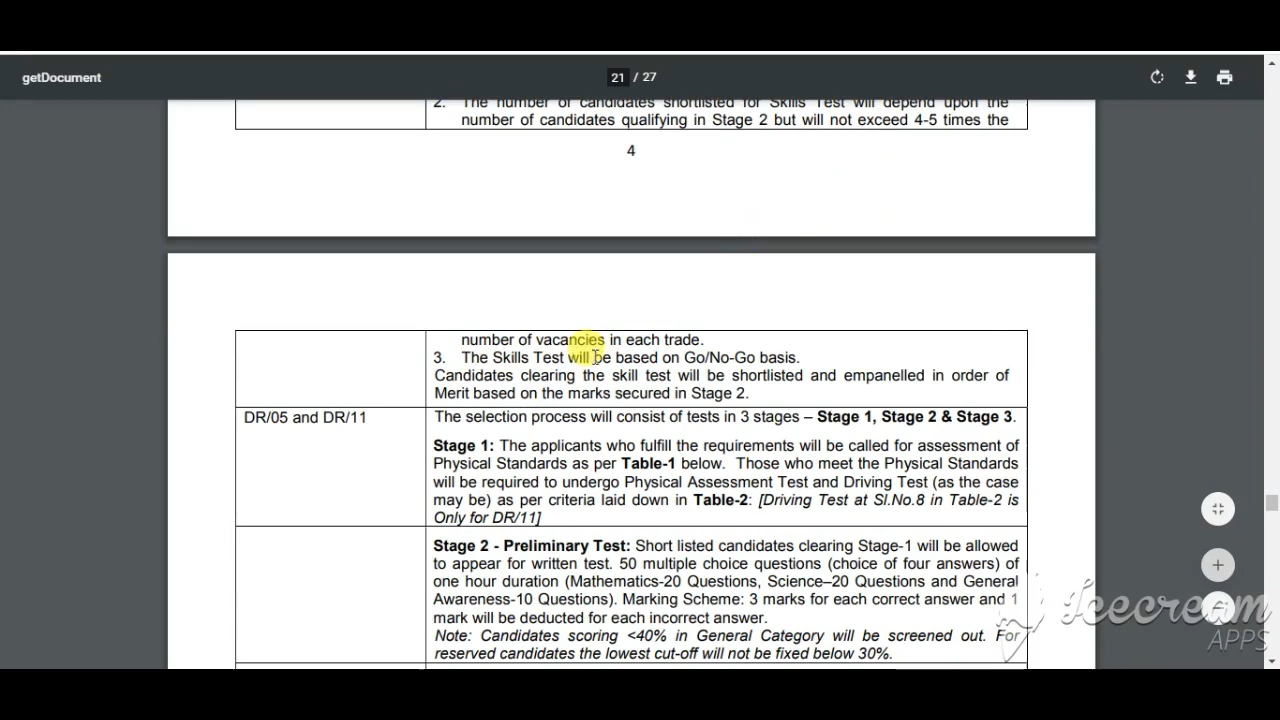 getDocument
21 / 27
2. The number of candidates shortlisted for Skills Test will depend upon the
number of candidates qualifying in Stage 2 but will not exceed 4-5 times the
4
number of vacancies in each trade.
3. The Skills Test will be based on Go/No-Go basis.
Candidates clearing the skill test will be shortlisted and empanelled in order of
Merit based on the marks secured in Stage 2.
DR/05 and DR/11
The selection process will consist of tests in 3 stages – Stage 1, Stage 2 & Stage 3.
Stage 1: The applicants who fulfill the requirements will be called for assessment of
Physical Standards as per Table-1 below. Those who meet the Physical Standards
will be required to undergo Physical Assessment Test and Driving Test (as the case
may be) as per criteria laid down in Table-2: [Driving Test at Sl.No.8 in Table-2 is
Only for DR/11]
Stage 2 - Preliminary Test: Short listed candidates clearing Stage-1 will be allowed
to appear for written test. 50 multiple choice questions (choice of four answers) of
one hour duration (Mathematics-20 Questions, Science–20 Questions and General
Awareness-10 Questions). Marking Scheme: 3 marks for each correct answer and 1
mark will be deducted for each incorrect answer.
Note: Candidates scoring <40% in General Category will be screened out. For
reserved candidates the lowest cut-off will not be fixed below 30%.
Icecream
APPS